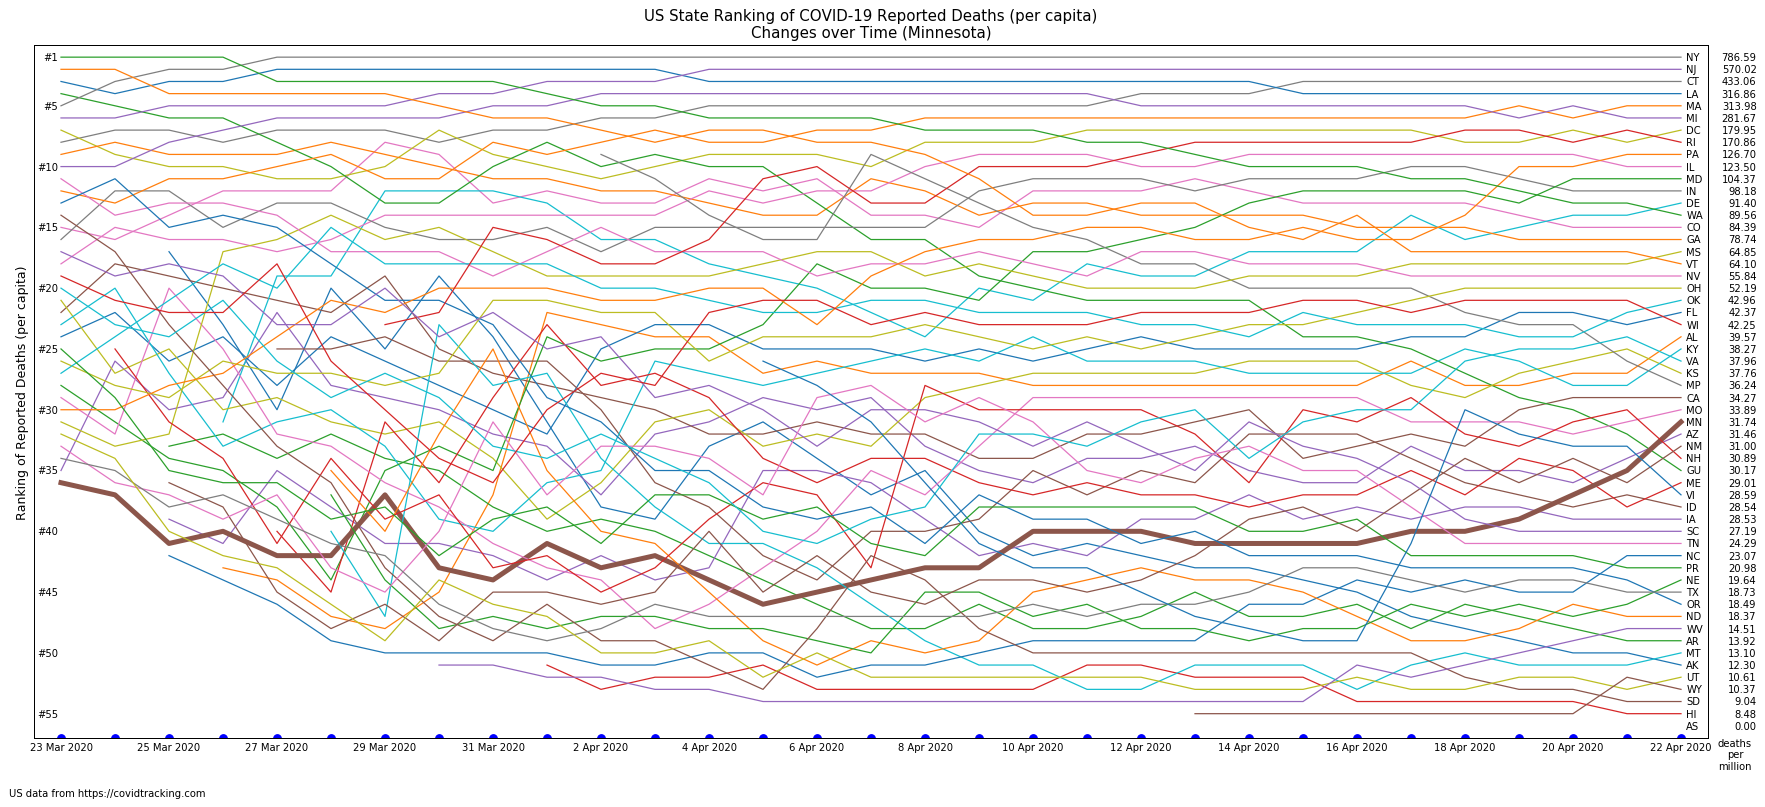 US State Ranking of COVID-19 Reported Deaths (per capita)
Changes over Time (Minnesota)
Ranking of Reported Deaths (per capita)
#1
#5
#10
#15
#20
#25
#30
#35
#40
#45
#50
#55
NY 786.59
NJ 570.02
CT 433.06
LA 316.86
MA 313.98
MI 281.67
DC 179.95
RI 170.86
PA 126.70
IL 123.50
MD 104.37
IN 98.18
DE 91.40
WA 89.56
CO 84.39
GA 78.74
MS 64.85
VT 64.10
NV 55.84
OH 52.19
OK 42.96
FL 42.37
WI 42.25
AL 39.57
KY 38.27
VA 37.96
KS 37.76
MP 36.24
CA 34.27
MO 33.89
MN 31.74
AZ 31.46
NM 31.00
NH 30.89
GU 30.17
ME 29.01
VI 28.59
ID 28.54
IA 28.53
SC 27.19
TN 24.29
NC 23.07
PR 20.98
NE 19.64
TX 18.73
OR 18.49
ND 18.37
WV 14.51
AR 13.92
MT 13.10
AK 12.30
UT 10.61
WY 10.37
SD 9.04
HI 8.48
AS 0.00
23 Mar 2020 25 Mar 2020 27 Mar 2020 29 Mar 2020 31 Mar 2020 2 Apr 2020 4 Apr 2020 6 Apr 2020 8 Apr 2020 10 Apr 2020 12 Apr 2020 14 Apr 2020 16 Apr 2020 18 Apr 2020 20 Apr 2020 22 Apr 2020
deaths
per
million
US data from https://covidtracking.com